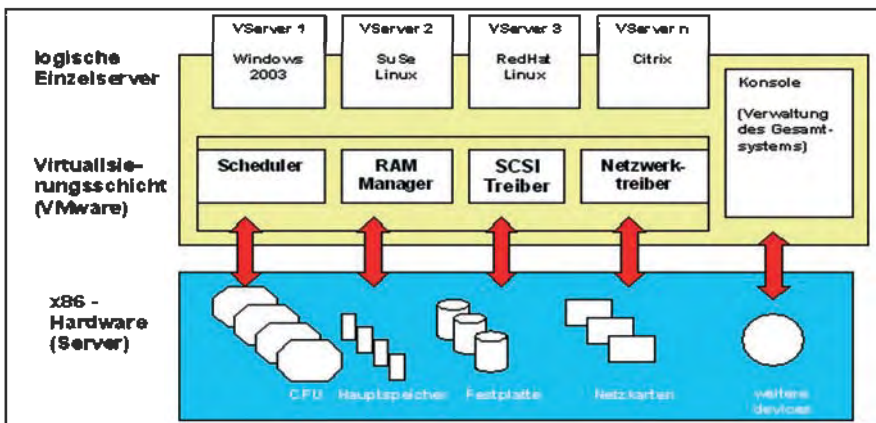 VServer 1
VServer 2
VServer 3
VServer n
logische
Einzelserver
Windows
2003
SuSe
Linux
RedHat
Linux
Citrix
Konsole
(Verwaltung
des Gesamt-
systems)
Virtualisie-
rungsschicht
(VMware)
Scheduler
RAM
Manager
SCSI
Treiber
Netzwerk-
treiber
x86 -
Hardware
(Server)
CPU
Hauptspeicher
Festplatte
Netzkarten
weitere
devices